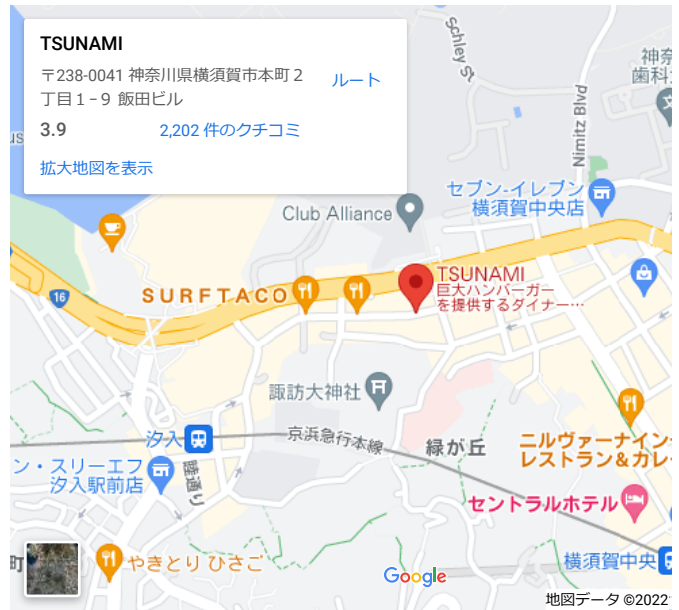 TSUNAMI
〒238-0041 神奈川県横須賀市本町２
丁目１−９ 飯田ビル
ルート
3.9
2,202 件のクチコミ
拡大地図を表示
Schley St
Nimitz Blvd
神奈
歯科
us
セブン-イレブン
横須賀中央店
Club Alliance
16
SURFTACO
TSUNAMI
巨大ハンバーガー
を提供するダイナー…
諏訪大神社
汐入
京浜急行本線
緑が丘
ン・スリーエフ
汐入駅前店
睦通り
ニルヴァーナイン
レストラン＆カレ
セントラルホテル
町
やきとり ひさご
Google
横須賀中央
地図データ ©2022